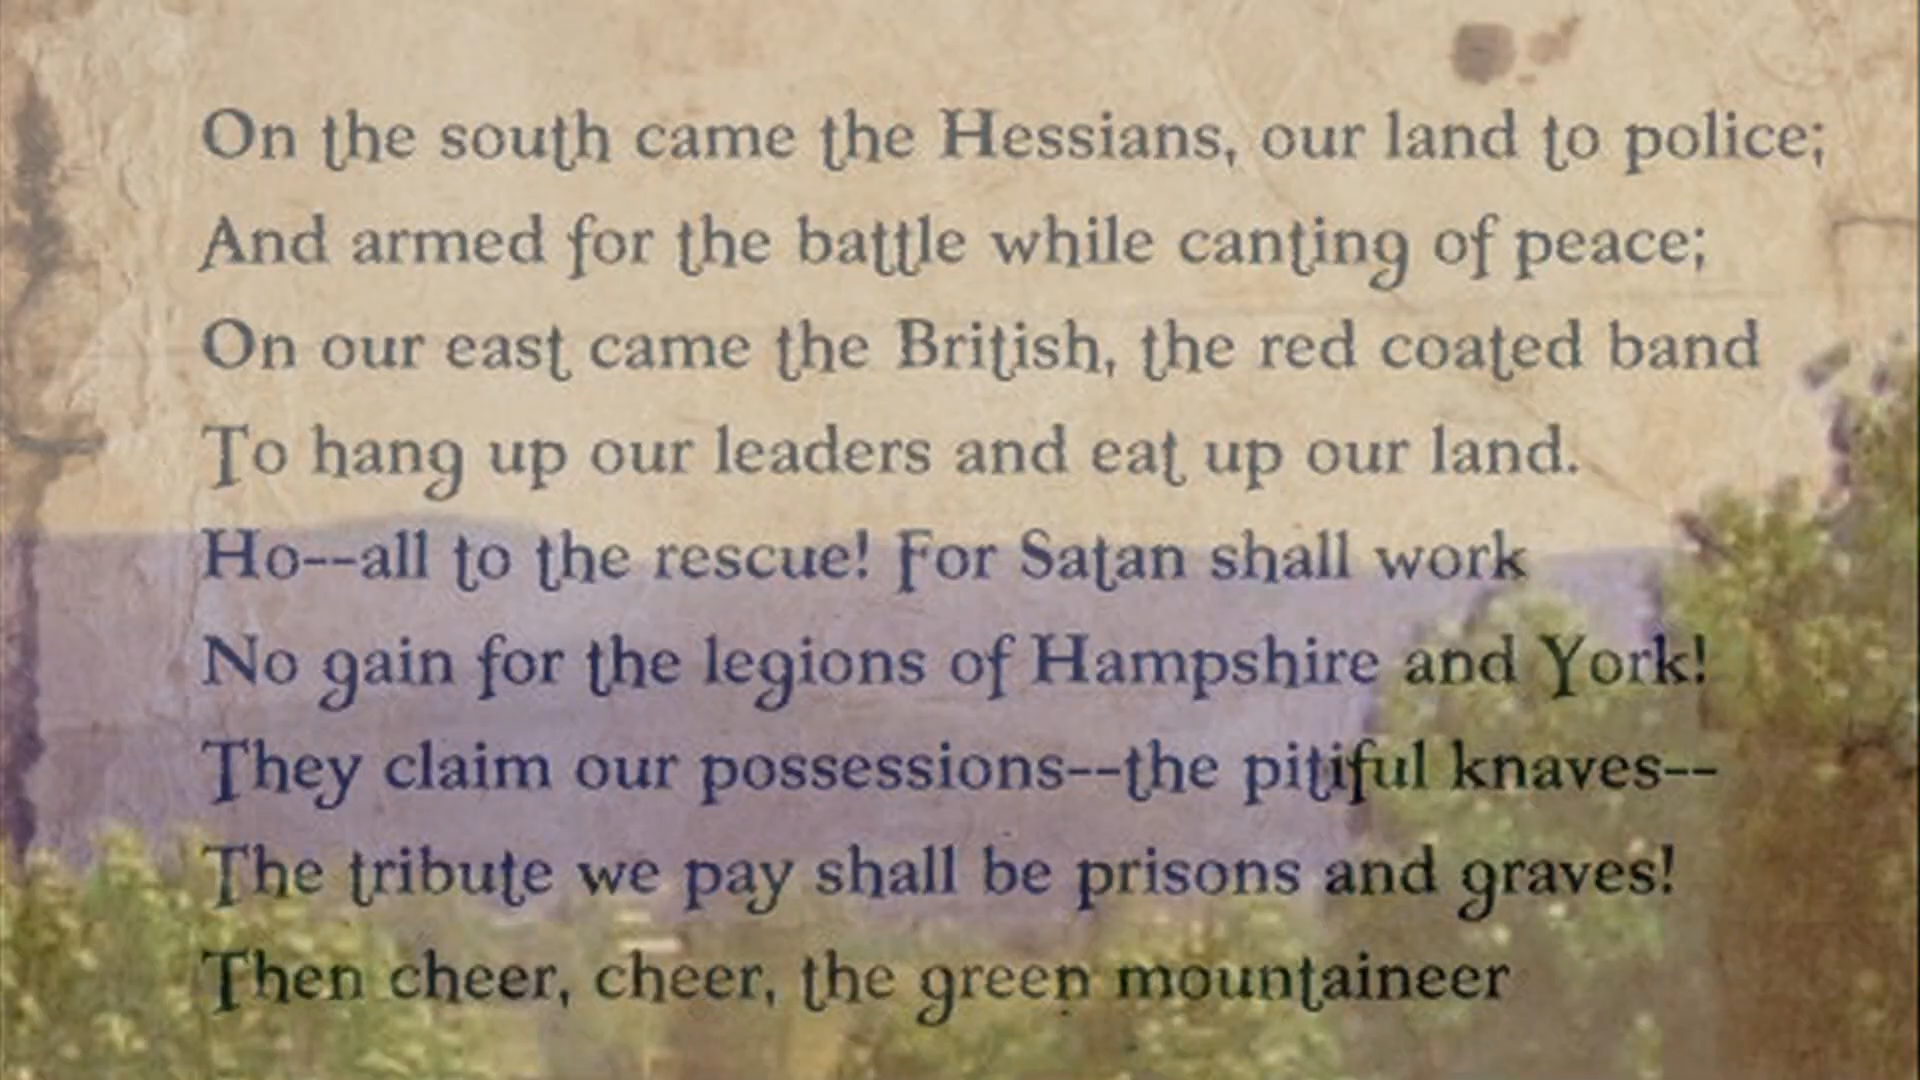 On the south came the Hessians, our land to police;
And armed for the battle while canting of peace;
On our east came the British, the red coated band
To hang up our leaders and eat up our land.
Ho--all to the rescue! For Satan shall work
No gain for the legions of Hampshire and York!
They claim our possessions--the pitiful knaves--
The tribute we pay shall be prisons and graves!
Then cheer, cheer, the green mountaineer